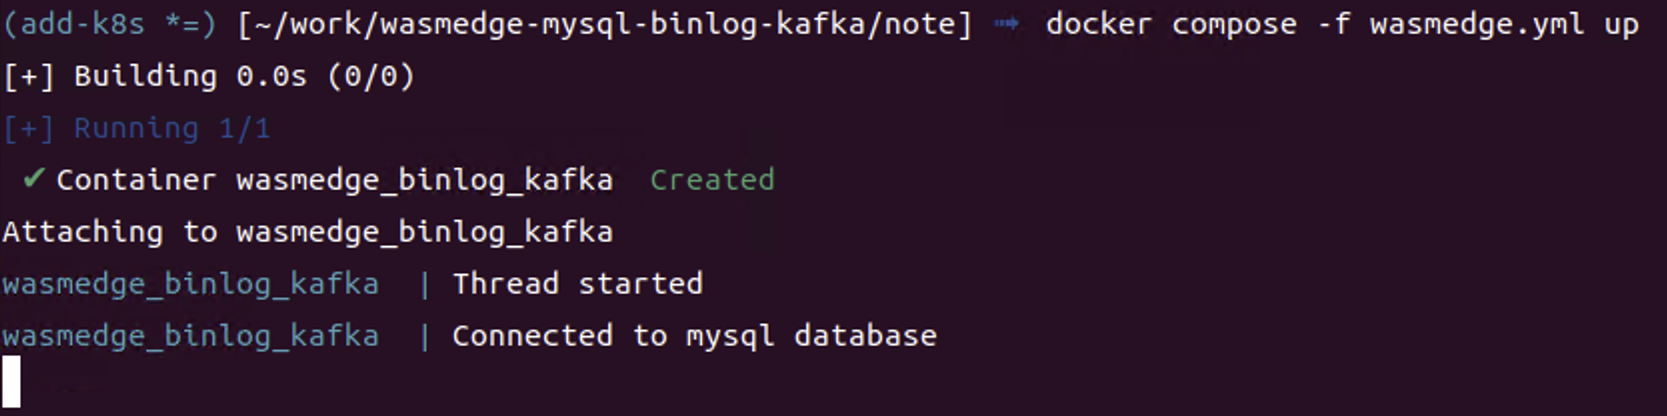 (add-k8s *=) [~/work/wasmedge-mysql-binlog-kafka/note] ➟ docker compose -f wasmedge.yml up
[+] Building 0.0s (0/0)
[+] Running 1/1
✔ Container wasmedge_binlog_kafka  Created
Attaching to wasmedge_binlog_kafka
wasmedge_binlog_kafka  | Thread started
wasmedge_binlog_kafka  | Connected to mysql database